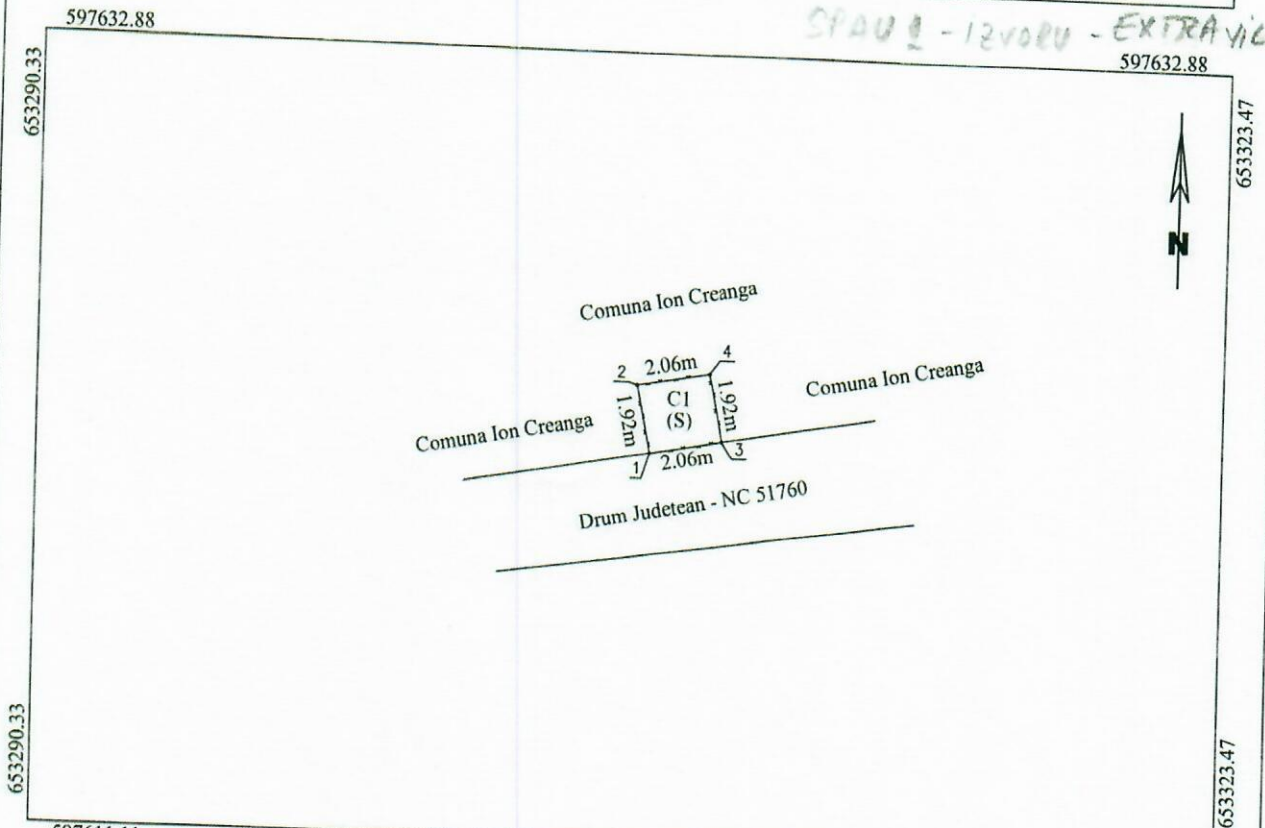 597632.88
SPAU 2 - IZVORU - EXTRAVIL
597632.88
653290.33
653323.47
N
Comuna Ion Creanga
2 2.06m 4
Comuna Ion Creanga
C1
(S)
1.92m
1.92m
Comuna Ion Creanga
1 2.06m 3
Drum Judetean - NC 51760
653290.33
653323.47